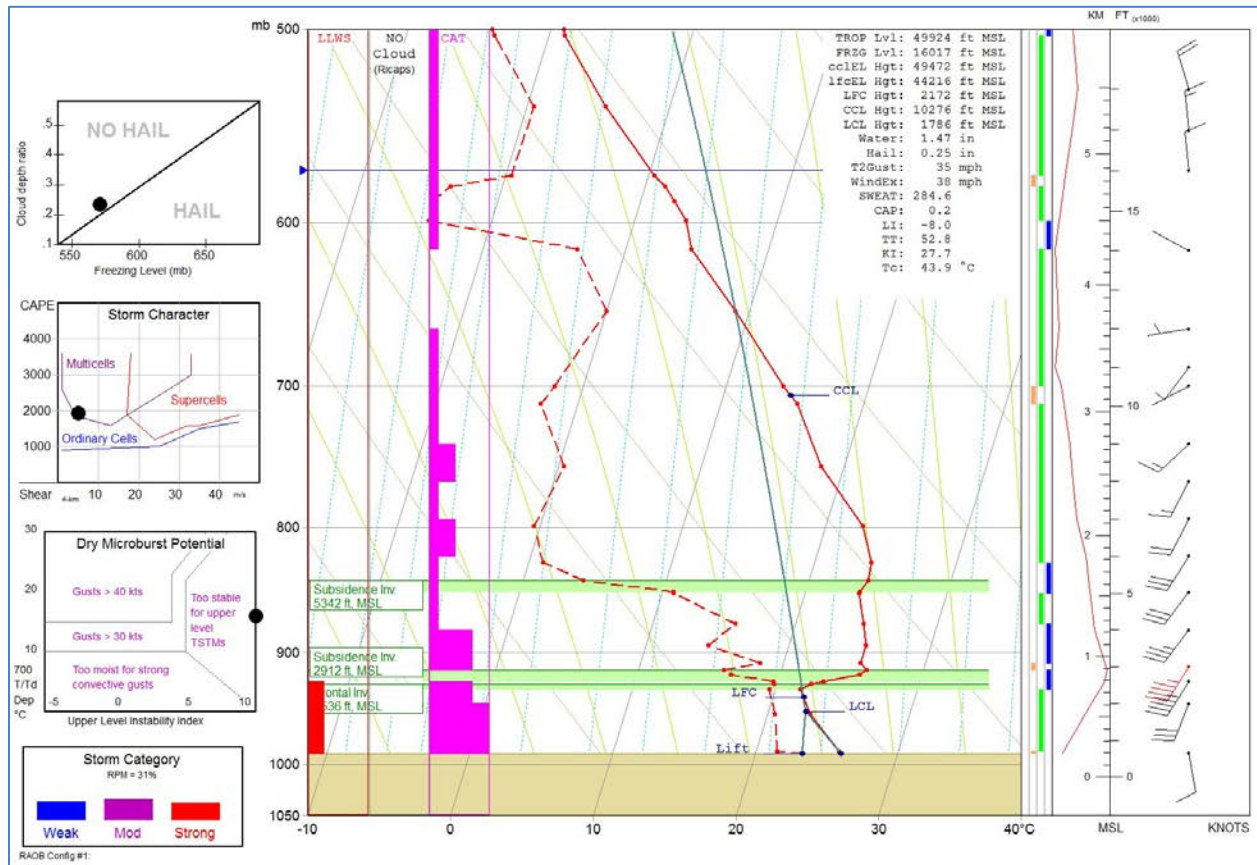 mb
500
600
700
800
900
1000
1050
LLWS
NO
Cloud
(Ricaps)
CAT
TROP Lvl: 49924 ft MSL
FRZG Lvl: 16017 ft MSL
cclEL Hgt: 49472 ft MSL
lfcEL Hgt: 44216 ft MSL
LFC Hgt: 2172 ft MSL
CCL Hgt: 10276 ft MSL
LCL Hgt: 1786 ft MSL
Water: 1.47 in
Hail: 0.25 in
T2Gust: 35 mph
WindEx: 38 mph
SWEAT: 284.6
CAP: 0.2
LI: -8.0
TT: 52.8
KI: 27.7
Tc: 43.9 °C
CCL
LFC
LCL
Lift
Subsidence Inv.
5342 ft, MSL
Subsidence Inv.
2912 ft, MSL
ontal Inv.
536 ft, MSL
-10 0 10 20 30 40°C
KM FT (x1000)
5
4
3
2
1
0
15
10
5
0
MSL KNOTS
Cloud depth ratio
.5
.4
.3
.2
.1
NO HAIL
HAIL
550 600 650
Freezing Level (mb)
CAPE
4000
3000
2000
1000
Storm Character
Multicells
Supercells
Ordinary Cells
Shear 10 20 30 40 m/s
30
20
10
Dry Microburst Potential
Gusts > 40 kts
Too stable
for upper
level
TSTMs
Gusts > 30 kts
Too moist for strong
convective gusts
700
T/Td
Dep
°C
-5 0 5 10
Upper Level Instability Index
Storm Category
RPM = 31%
Weak Mod Strong
RAOB Config #1: